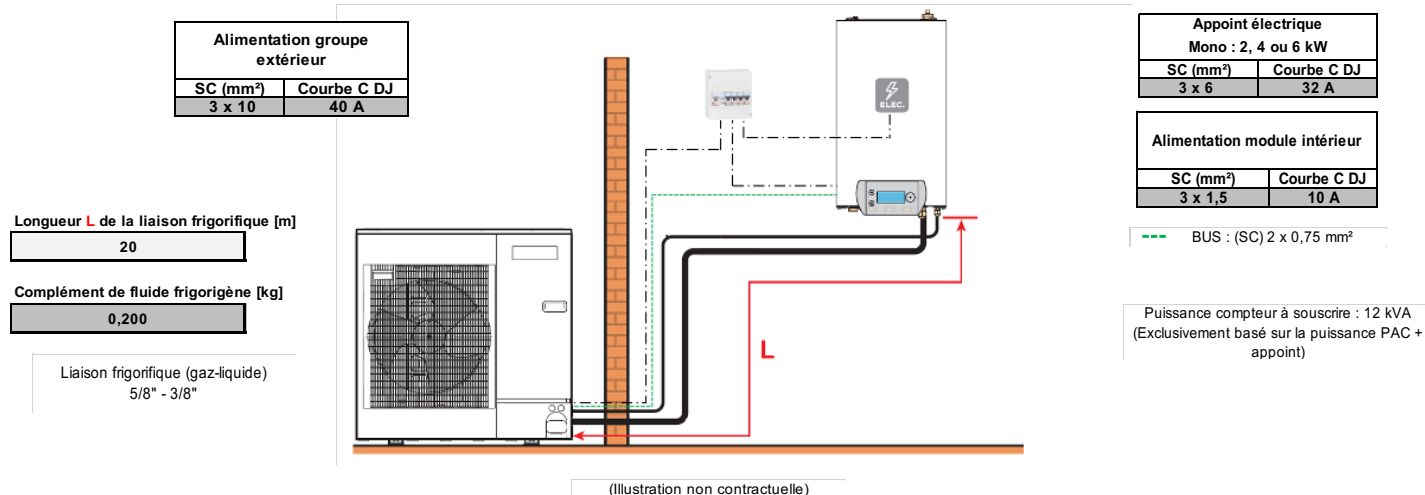 Alimentation groupe
extérieur
SC (mm²) Courbe C DJ
3 x 10 40 A
Longueur L de la liaison frigorifique [m]
20
Complément de fluide frigorigène [kg]
0,200
Liaison frigorifique (gaz-liquide)
5/8" - 3/8"
ELEC.
L
(Illustration non contractuelle)
Appoint électrique
Mono : 2, 4 ou 6 kW
SC (mm²) Courbe C DJ
3 x 6 32 A
Alimentation module intérieur
SC (mm²) Courbe C DJ
3 x 1,5 10 A
BUS : (SC) 2 x 0,75 mm²
Puissance compteur à souscrire : 12 kVA
(Exclusivement basé sur la puissance PAC +
appoint)